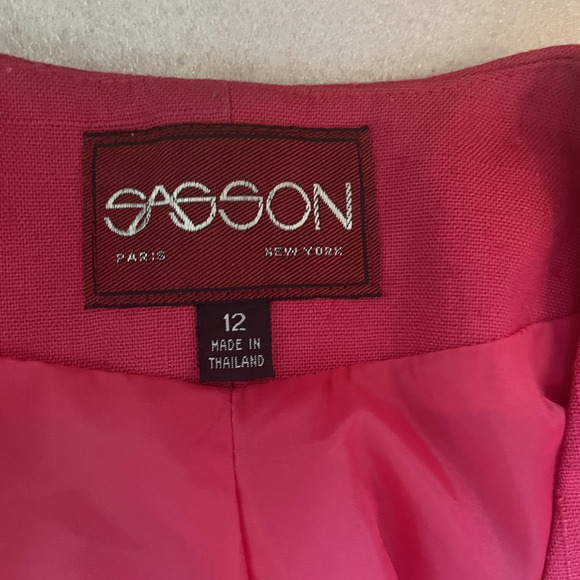 SASSON
PARIS NEW YORK
12
MADE IN
THAILAND